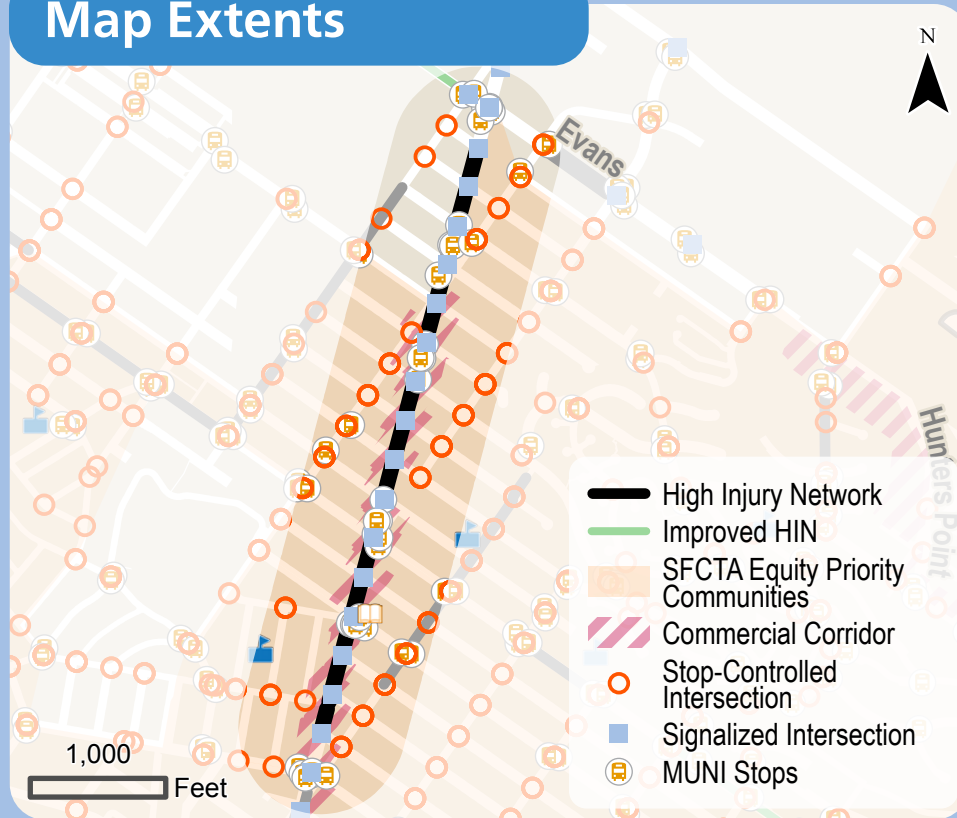 Map Extents
N
Evans
Hunters Point
High Injury Network
Improved HIN
SFCTA Equity Priority
Communities
Commercial Corridor
Stop-Controlled
Intersection
Signalized Intersection
MUNI Stops
1,000
Feet